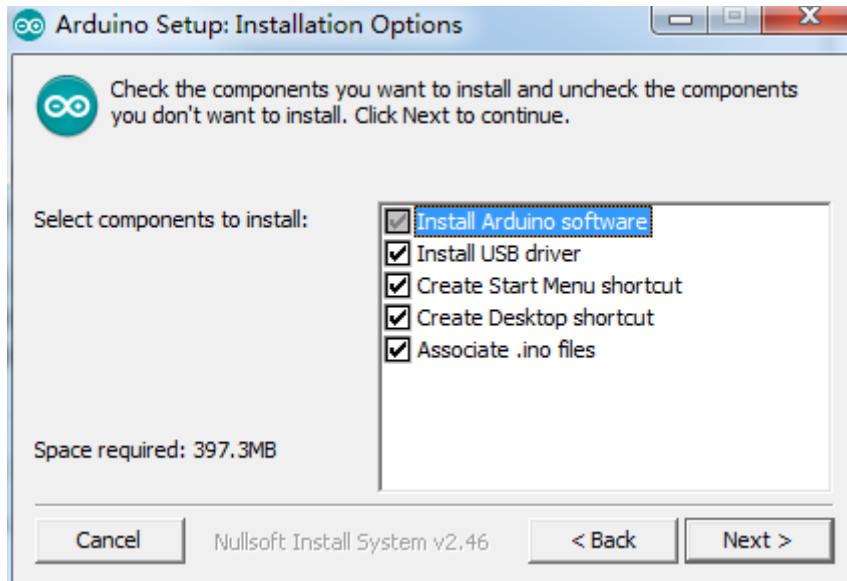 Arduino Setup: Installation Options
Check the components you want to install and uncheck the components
you don't want to install. Click Next to continue.
Select components to install:
Install Arduino software
Install USB driver
Create Start Menu shortcut
Create Desktop shortcut
Associate .ino files
Space required: 397.3MB
Cancel
Nullsoft Install System v2.46
< Back
Next >